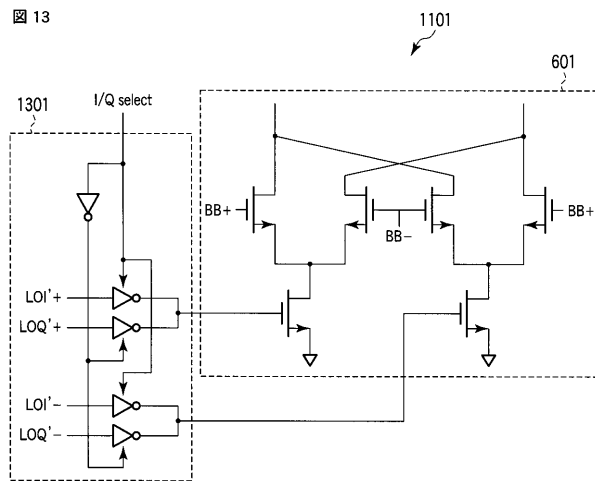 図 13
1101
601
1301
I/Q select
BB+
BB-
BB+
LOI'+
LOQ'+
LOI'-
LOQ'-